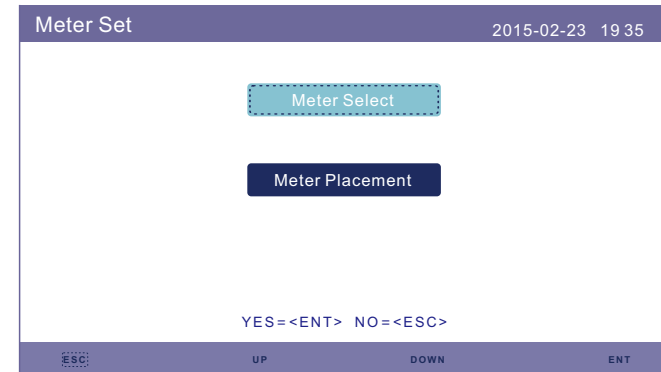 Meter Set 2015-02-23 19 35
Meter Select
Meter Placement
YES=<ENT> NO=<ESC>
ESC UP DOWN ENT